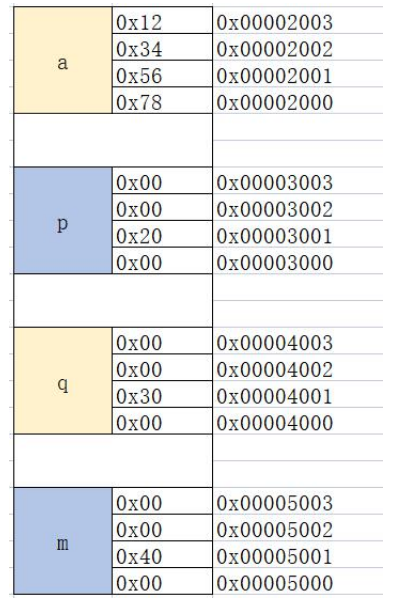 0x12 0x00002003
0x34 0x00002002
a
0x56 0x00002001
0x78 0x00002000
0x00 0x00003003
0x00 0x00003002
p
0x20 0x00003001
0x00 0x00003000
0x00 0x00004003
0x00 0x00004002
q
0x30 0x00004001
0x00 0x00004000
0x00 0x00005003
0x00 0x00005002
m
0x40 0x00005001
0x00 0x00005000